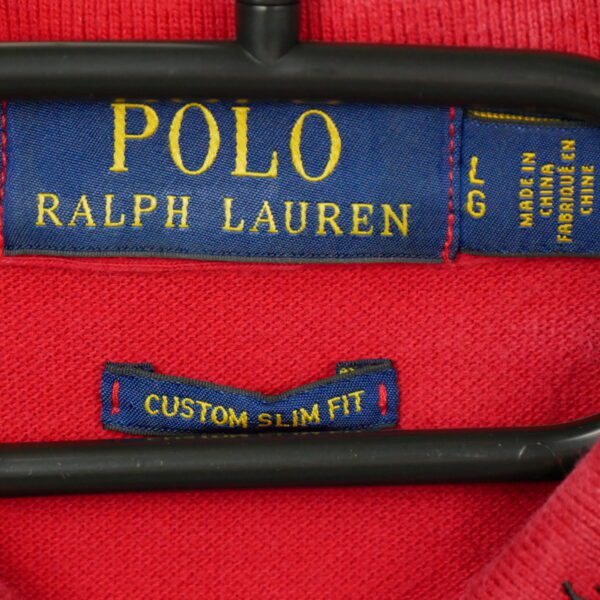 POLO
RALPH LAUREN
L
G
MADE IN
CHINA
FABRIQUÉ EN
CHINE
CUSTOM SLIM FIT